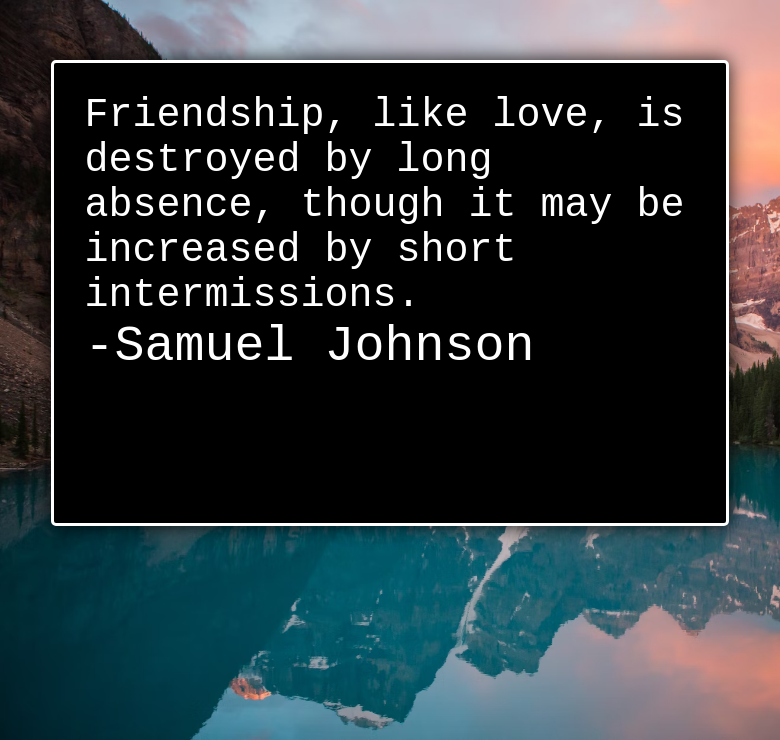 Friendship, like love, is
destroyed by long
absence, though it may be
increased by short
intermissions.
-Samuel Johnson